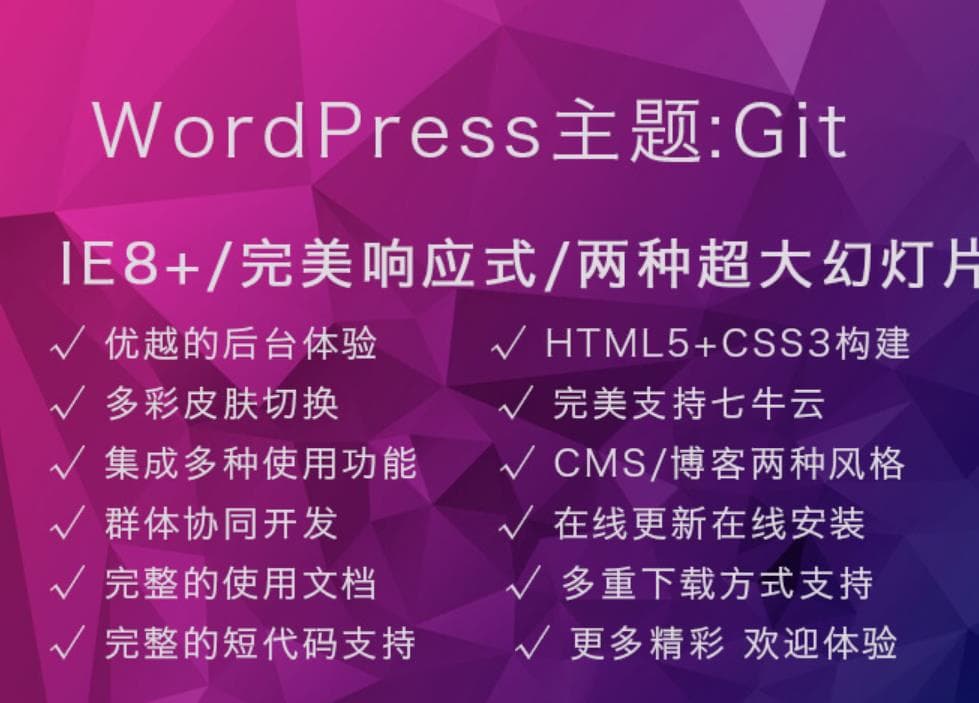 WordPress主题:Git
IE8+/完美响应式/两种超大幻灯片
√ 优越的后台体验
√ HTML5+CSS3构建
√ 多彩皮肤切换
√ 完美支持七牛云
√ 集成多种使用功能
√ CMS/博客两种风格
√ 群体协同开发
√ 在线更新在线安装
√ 完整的使用文档
√ 多重下载方式支持
√ 完整的短代码支持
√ 更多精彩 欢迎体验